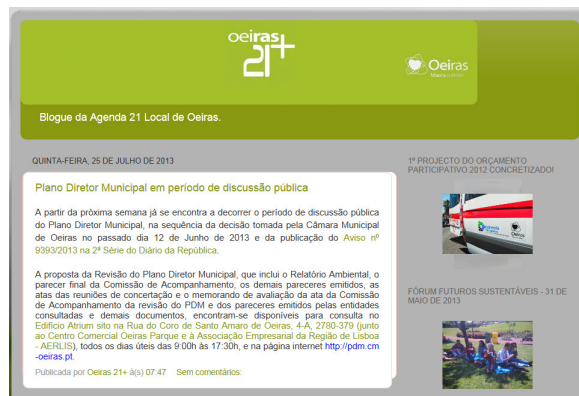 oeiras
21+
Oeiras
Blogue da Agenda 21 Local de Oeiras.
QUINTA-FEIRA, 25 DE JULHO DE 2013
Plano Diretor Municipal em período de discussão pública
A partir da próxima semana já se encontra a decorrer o período de discussão pública
do Plano Diretor Municipal, na sequência da decisão tomada pela Câmara Municipal
de Oeiras no passado dia 12 de Junho de 2013 e da publicação do Aviso nº
9393/2013 na 2ª Série do Diário da República.
A proposta da Revisão do Plano Diretor Municipal, que inclui o Relatório Ambiental, o
parecer final da Comissão de Acompanhamento, os demais pareceres emitidos, as
atas das reuniões de concertação e o memorando de avaliação da ata da Comissão
de Acompanhamento da revisão do PDM e dos pareceres emitidos pelas entidades
consultadas e demais documentos, encontram-se disponíveis para consulta no
Edifício Atrium sito na Rua do Coro de Santo Amaro de Oeiras, 4-A, 2780-379 (junto
ao Centro Comercial Oeiras Parque e à Associação Empresarial da Região de Lisboa
- AERLIS), todos os dias úteis das 9:00h às 17:30h, e na página internet http://pdm.cm
-oeiras.pt.
Publicada por Oeiras 21+ à(s) 07:47 Sem comentários:
1º PROJECTO DO ORÇAMENTO
PARTICIPATIVO 2012 CONCRETIZADO!
FÓRUM FUTUROS SUSTENTÁVEIS - 31 DE
MAIO DE 2013